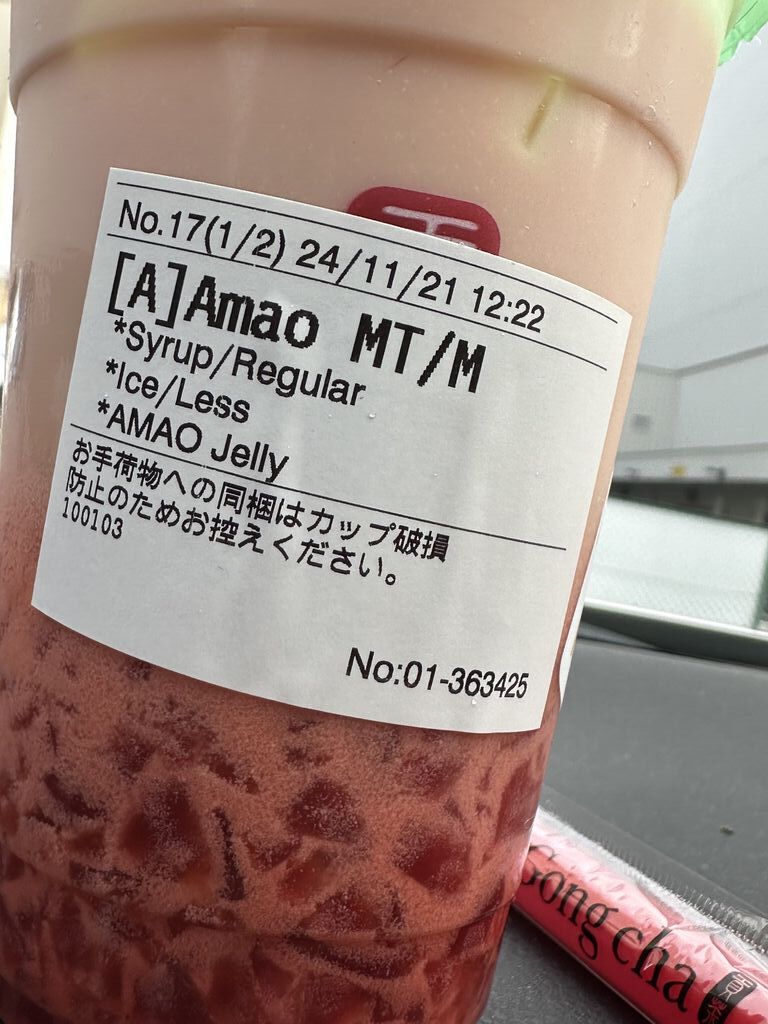 No.17(1/2) 24/11/21 12:22
[A]Amao MT/M
*Syrup/Regular
*Ice/Less
*AMAO Jelly
お手荷物への同梱はカップ破損
防止のためお控えください。
100103
No:01-363425
Gong cha
貢茶